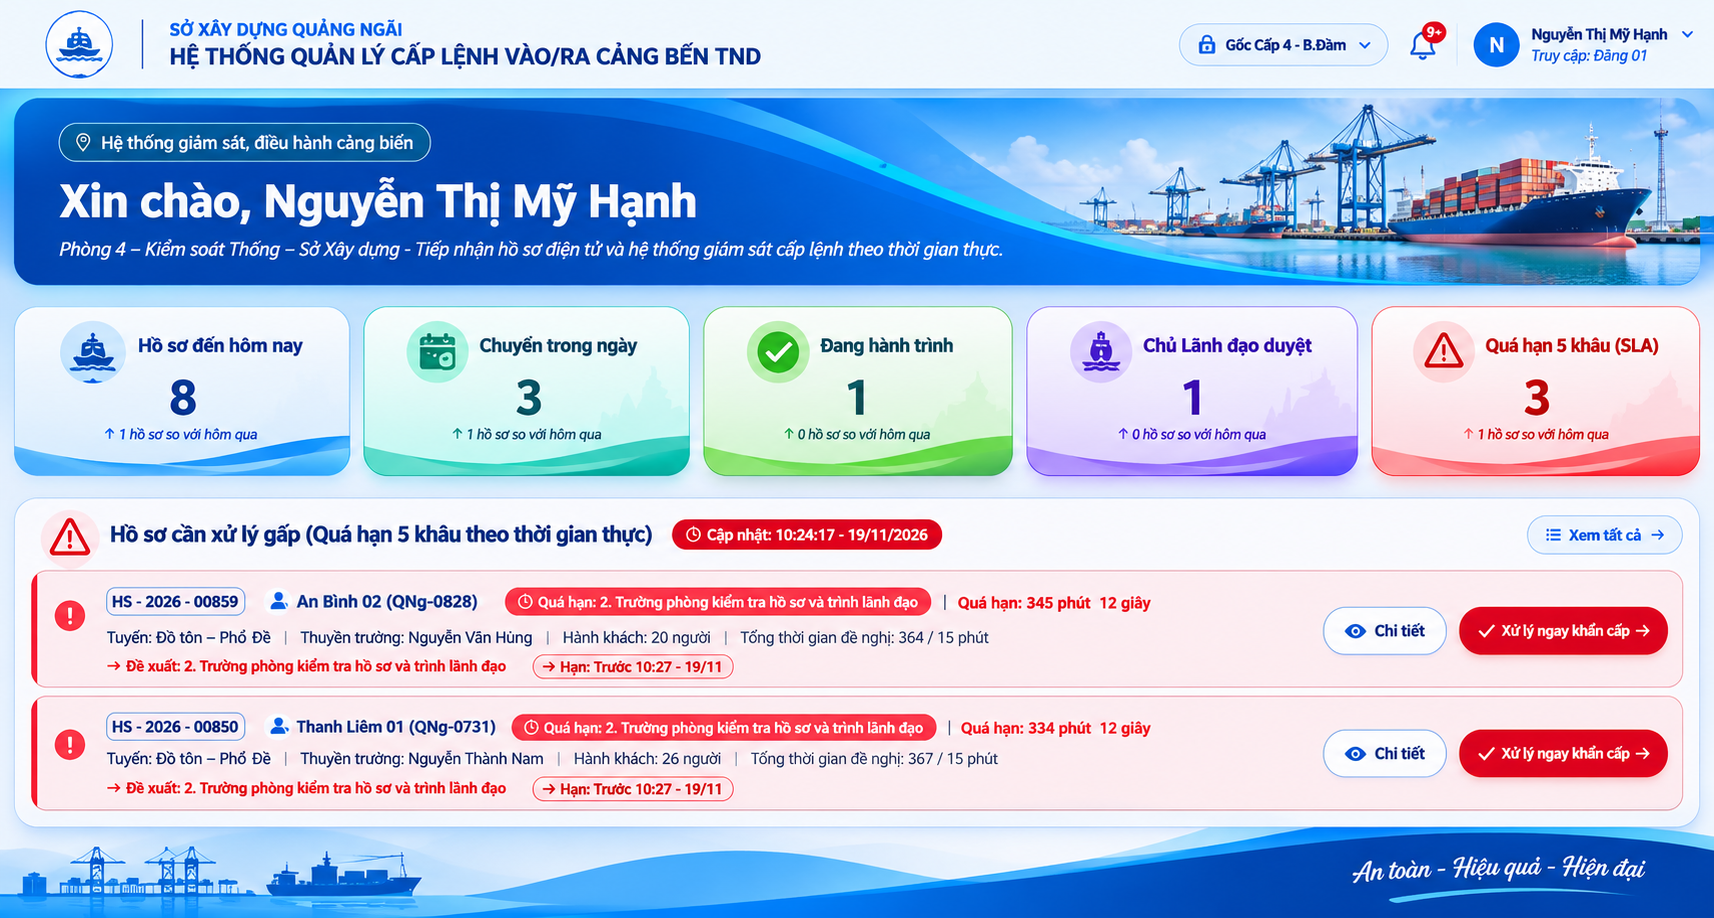 SỞ XÂY DỰNG QUẢNG NGÃI
HỆ THỐNG QUẢN LÝ CẤP LỆNH VÀO/RA CẢNG BẾN TND
Gốc Cấp 4 - B.Đầm
9+
N
Nguyễn Thị Mỹ Hạnh
Truy cập: Đảng 01
Hệ thống giám sát, điều hành cảng biển
Xin chào, Nguyễn Thị Mỹ Hạnh
Phòng 4 – Kiểm soát Thống – Sở Xây dựng - Tiếp nhận hồ sơ điện tử và hệ thống giám sát cấp lệnh theo thời gian thực.
Hồ sơ đến hôm nay
8
↑ 1 hồ sơ so với hôm qua
Chuyến trong ngày
3
↑ 1 hồ sơ so với hôm qua
Đang hành trình
1
↑ 0 hồ sơ so với hôm qua
Chủ Lãnh đạo duyệt
1
↑ 0 hồ sơ so với hôm qua
Quá hạn 5 khâu (SLA)
3
↑ 1 hồ sơ so với hôm qua
Hồ sơ cần xử lý gấp (Quá hạn 5 khâu theo thời gian thực)
Cập nhật: 10:24:17 - 19/11/2026
Xem tất cả →
HS - 2026 - 00859
An Bình 02 (QNg-0828)
Quá hạn: 2. Trường phòng kiểm tra hồ sơ và trình lãnh đạo | Quá hạn: 345 phút 12 giây
Tuyến: Đồ tôn – Phổ Đề | Thuyền trưởng: Nguyễn Văn Hùng | Hành khách: 20 người | Tổng thời gian đề nghị: 364 / 15 phút
→ Đề xuất: 2. Trường phòng kiểm tra hồ sơ và trình lãnh đạo
→ Hạn: Trước 10:27 - 19/11
Chi tiết
Xử lý ngay khẩn cấp →
HS - 2026 - 00850
Thanh Liêm 01 (QNg-0731)
Quá hạn: 2. Trường phòng kiểm tra hồ sơ và trình lãnh đạo | Quá hạn: 334 phút 12 giây
Tuyến: Đồ tôn – Phổ Đề | Thuyền trưởng: Nguyễn Thành Nam | Hành khách: 26 người | Tổng thời gian đề nghị: 367 / 15 phút
→ Đề xuất: 2. Trường phòng kiểm tra hồ sơ và trình lãnh đạo
→ Hạn: Trước 10:27 - 19/11
Chi tiết
Xử lý ngay khẩn cấp →
An toàn - Hiệu quả - Hiện đại